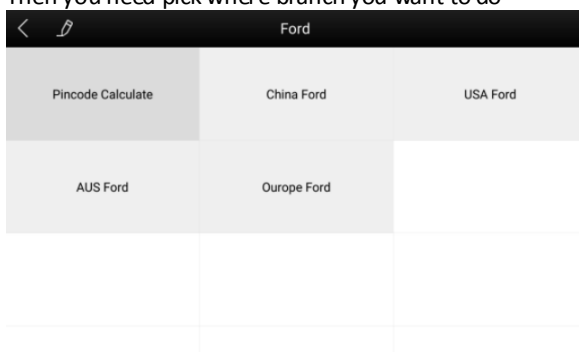 Then you need pick where branch you want to do
Ford
Pincode Calculate China Ford USA Ford
AUS Ford Ourope Ford